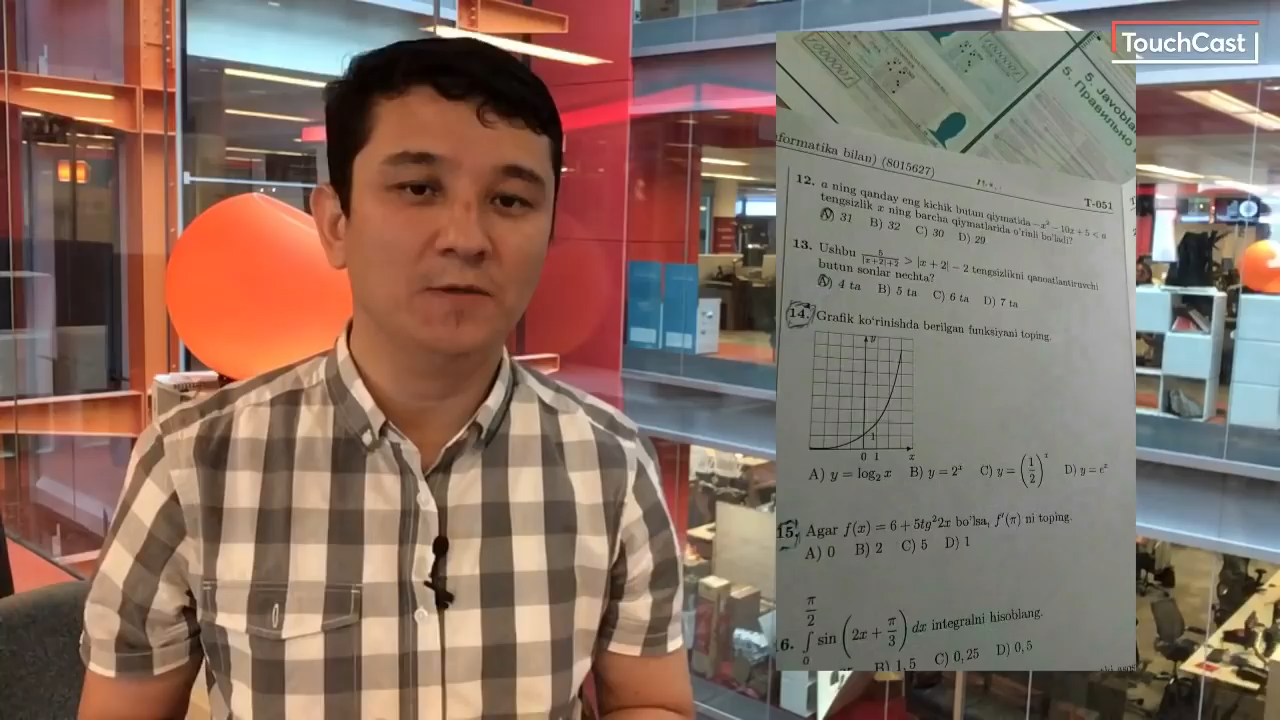 TouchCast
5. Javobla
5. Правильно
nformatika bilan) (8015627)
T-051
12. a ning qanday eng kichik butun qiymatida −x² − 10x + 5 < a
tengsizlik x ning barcha qiymatlarida o'rinli bo'ladi?
A) 31 B) 32 C) 30 D) 29
13. Ushbu 5/(|x+2|+2) > |x + 2| − 2 tengsizlikni qanoatlantiruvchi
butun sonlar nechta?
A) 4 ta B) 5 ta C) 6 ta D) 7 ta
14. Grafik ko'rinishda berilgan funksiyani toping.
y
1
0 1 x
A) y = log₂ x B) y = 2ˣ C) y = (1/2)ˣ D) y = eˣ
15. Agar f(x) = 6 + 5tg²2x bo'lsa, f′(π) ni toping.
A) 0 B) 2 C) 5 D) 1
6. ∫₀^(π/2) sin (2x + π/3) dx integralni hisoblang.
B) 1,5 C) 0,25 D) 0,5